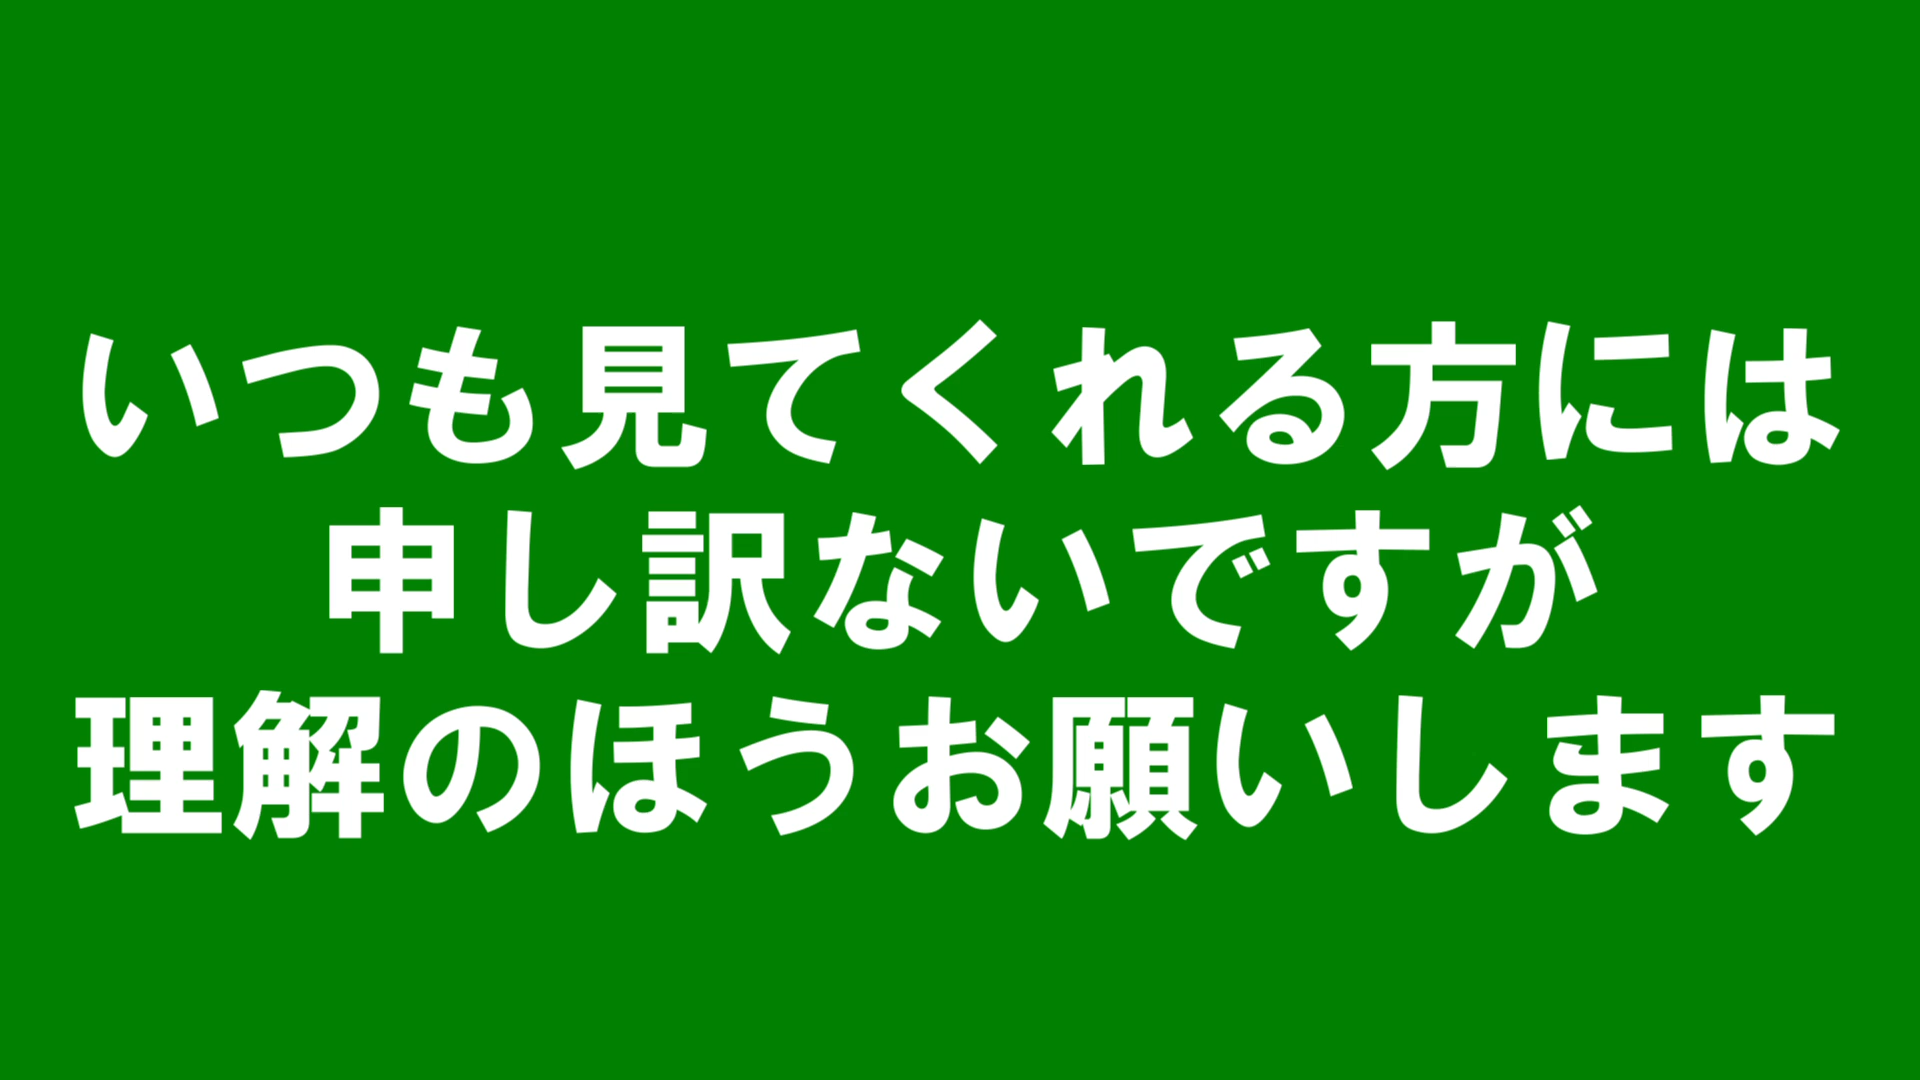 いつも見てくれる方には
申し訳ないですが
理解のほうお願いします